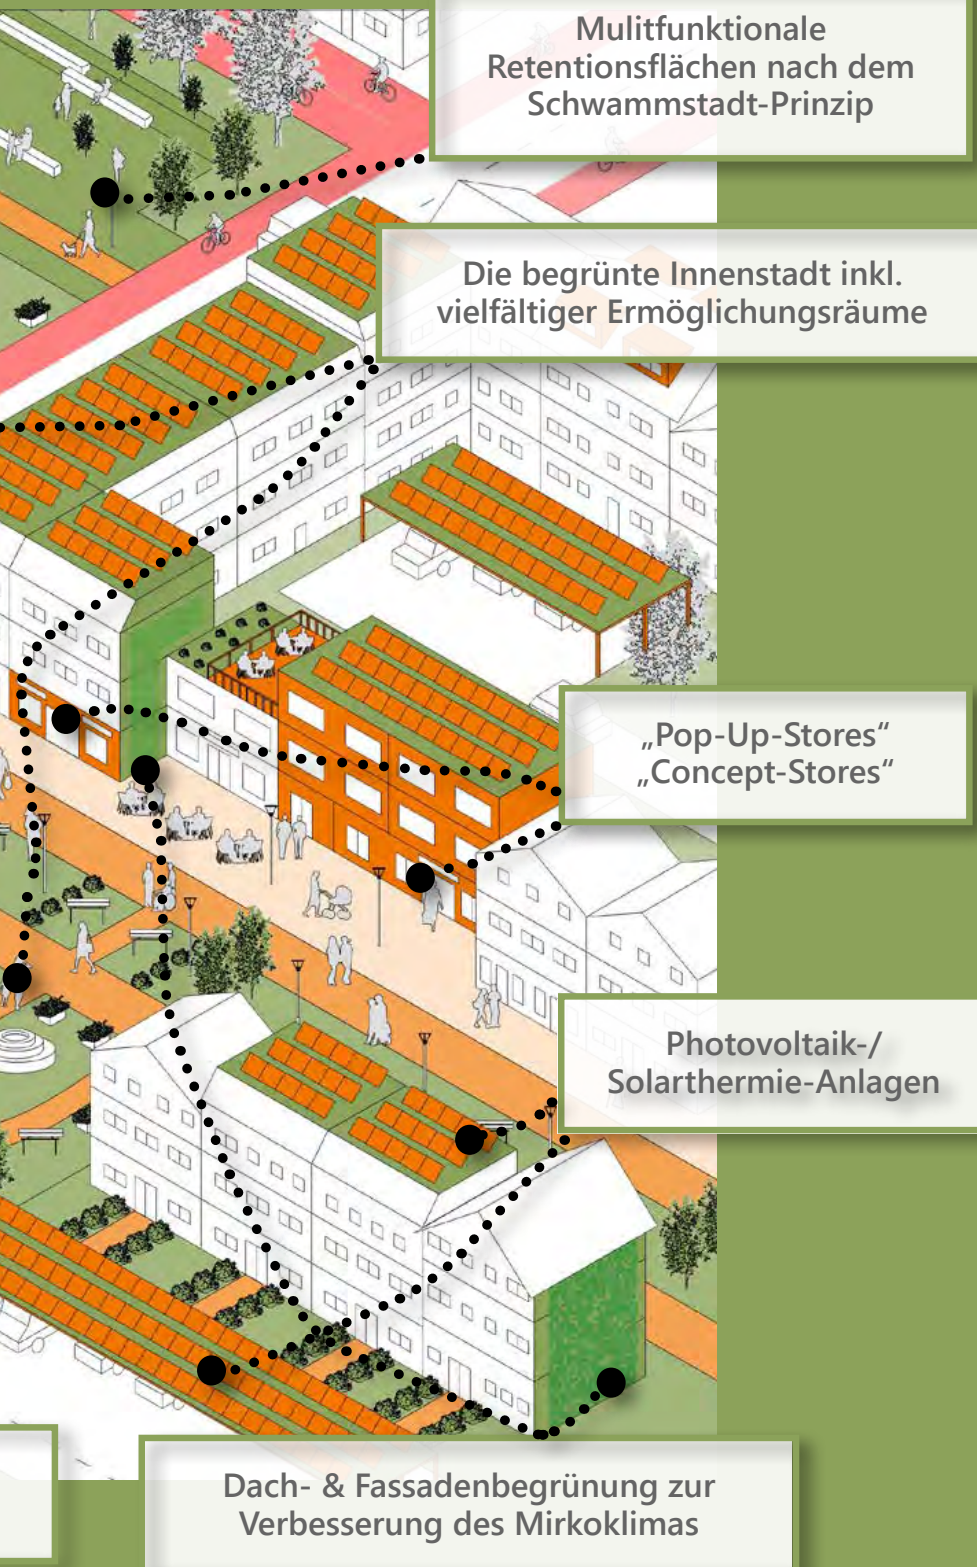 Mulitfunktionale
Retentionsflächen nach dem
Schwammstadt-Prinzip
Die begrünte Innenstadt inkl.
vielfältiger Ermöglichungsräume
„Pop-Up-Stores“
„Concept-Stores“
Photovoltaik-/
Solarthermie-Anlagen
Dach- & Fassadenbegrünung zur
Verbesserung des Mirkoklimas